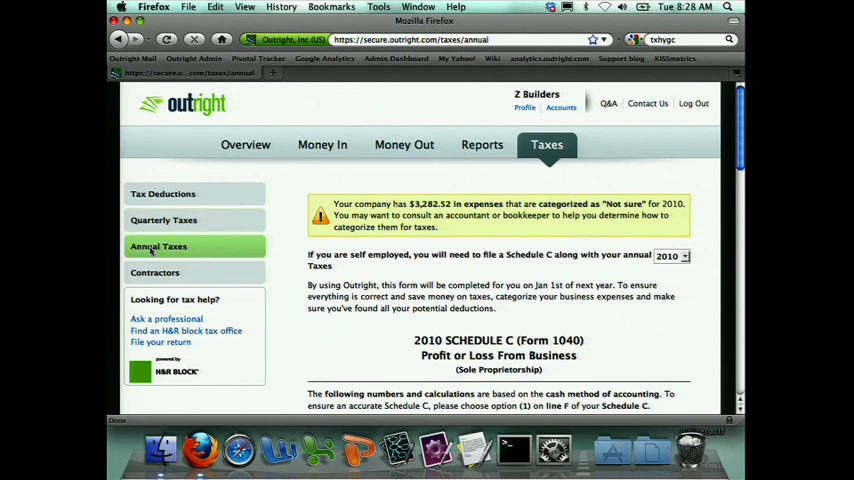 Firefox File Edit View History Bookmarks Tools Window Help Tue 8:28 AM
Mozilla Firefox
Outright, Inc (US) https://secure.outright.com/taxes/annual txhygc
Outright Mail Outright Admin Pivotal Tracker Google Analytics Admin Dashboard My Yahoo! Wiki analytics.outright.com Support blog KISSmetrics
https://secure.o...com/taxes/annual
outright
Z Builders
Profile Accounts
Q&A Contact Us Log Out
Overview Money In Money Out Reports Taxes
Tax Deductions
Quarterly Taxes
Annual Taxes
Contractors
Looking for tax help?
Ask a professional
Find an H&R block tax office
File your return
powered by
H&R BLOCK®
Your company has $3,282.52 in expenses that are categorized as "Not sure" for 2010.
You may want to consult an accountant or bookkeeper to help you determine how to
categorize them for taxes.
If you are self employed, you will need to file a Schedule C along with your annual
Taxes
2010
By using Outright, this form will be completed for you on Jan 1st of next year. To ensure
everything is correct and save money on taxes, categorize your business expenses and make
sure you've found all your potential deductions.
2010 SCHEDULE C (Form 1040)
Profit or Loss From Business
(Sole Proprietorship)
The following numbers and calculations are based on the cash method of accounting. To
ensure an accurate Schedule C, please choose option (1) on line F of your Schedule C.
Done